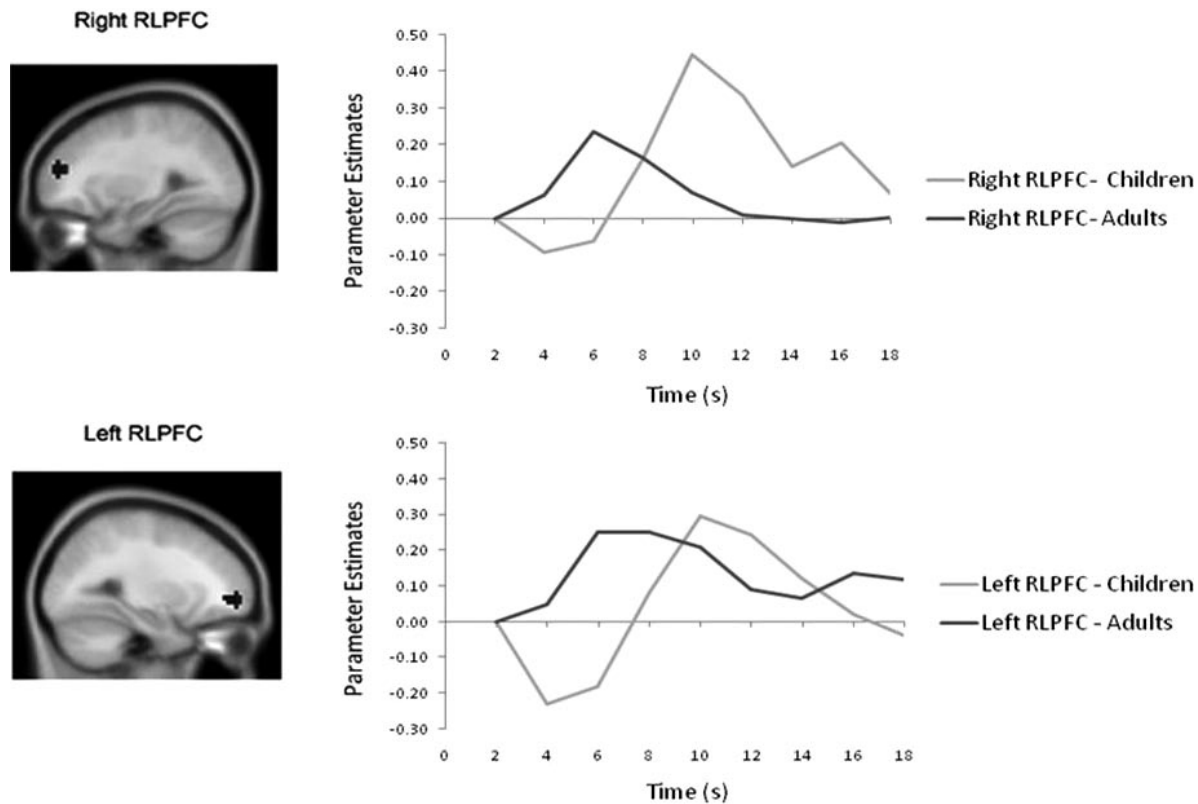 Right RLPFC
Parameter Estimates
0.50
0.40
0.30
0.20
0.10
0.00
-0.10
-0.20
-0.30
0 2 4 6 8 10 12 14 16 18
Time (s)
Right RLPFC- Children
Right RLPFC- Adults
Left RLPFC
Parameter Estimates
0.50
0.40
0.30
0.20
0.10
0.00
-0.10
-0.20
-0.30
0 2 4 6 8 10 12 14 16 18
Time (s)
Left RLPFC - Children
Left RLPFC - Adults